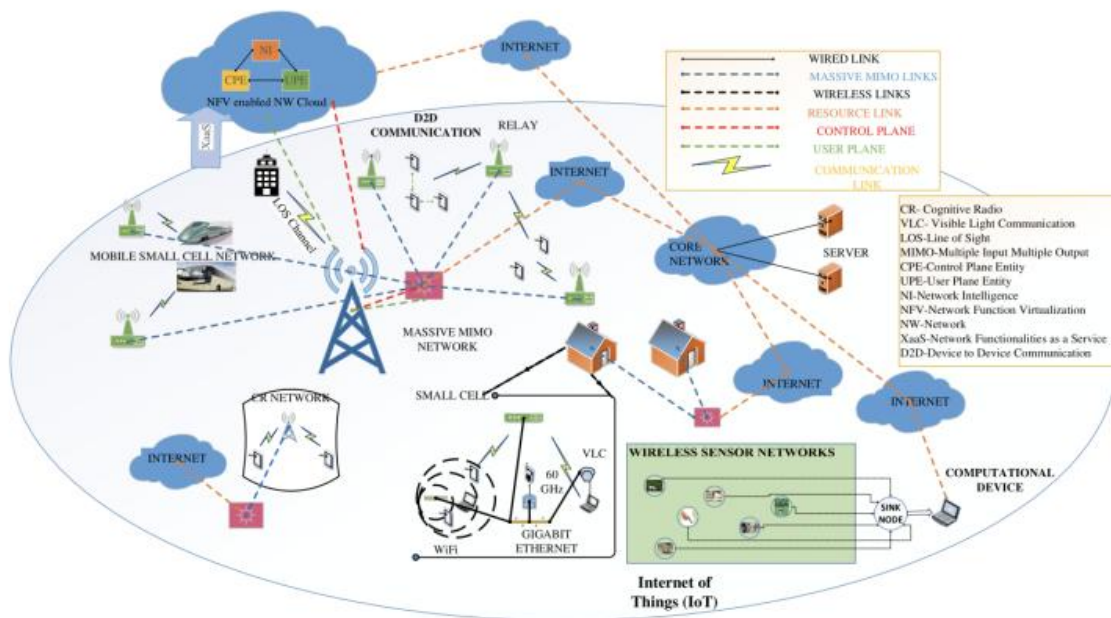 INTERNET
NI
CPE
UPE
NFV enabled NW Cloud
XaaS
D2D
COMMUNICATION
RELAY
LOS Channel
INTERNET
MOBILE SMALL CELL NETWORK
MASSIVE MIMO
NETWORK
CORE
NETWORK
SERVER
WIRED LINK
MASSIVE MIMO LINKS
WIRELESS LINKS
RESOURCE LINK
CONTROL PLANE
USER PLANE
COMMUNICATION
LINK
CR- Cognitive Radio
VLC- Visible Light Communication
LOS-Line of Sight
MIMO-Multiple Input Multiple Output
CPE-Control Plane Entity
UPE-User Plane Entity
NI-Network Intelligence
NFV-Network Function Virtualization
NW-Network
XaaS-Network Functionalities as a Service
D2D-Device to Device Communication
CR NETWORK
INTERNET
SMALL CELL
INTERNET
INTERNET
VLC
60
GHz
WiFi
GIGABIT
ETHERNET
WIRELESS SENSOR NETWORKS
SINK
NODE
COMPUTATIONAL
DEVICE
Internet of
Things (IoT)